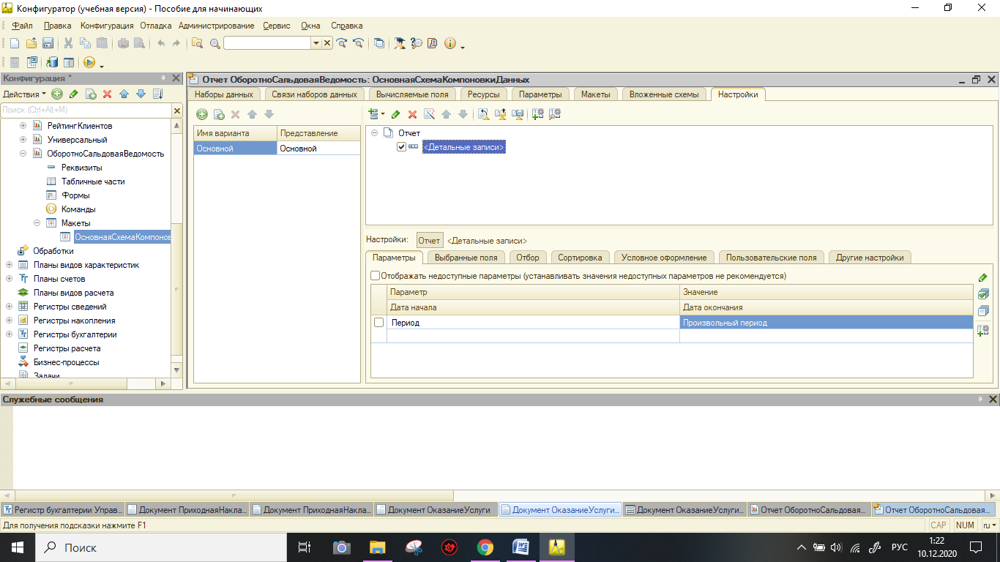 Конфигуратор (учебная версия) - Пособие для начинающих
Файл Правка Конфигурация Отладка Администрирование Сервис Окна Справка
Конфигурация *
Действия
Поиск (Ctrl+Alt+M)
РейтингКлиентов
Универсальный
ОборотноСальдоваяВедомость
Реквизиты
Табличные части
Формы
Команды
Макеты
ОсновнаяСхемаКомпонов
Обработки
Планы видов характеристик
Планы счетов
Планы видов расчета
Регистры сведений
Регистры накопления
Регистры бухгалтерии
Регистры расчета
Бизнес-процессы
Задачи
Отчет ОборотноСальдоваяВедомость: ОсновнаяСхемаКомпоновкиДанных
Наборы данных Связи наборов данных Вычисляемые поля Ресурсы Параметры Макеты Вложенные схемы Настройки
Имя варианта Представление
Основной Основной
Отчет
<Детальные записи>
Настройки: Отчет <Детальные записи>
Параметры Выбранные поля Отбор Сортировка Условное оформление Пользовательские поля Другие настройки
Отображать недоступные параметры (устанавливать значения недоступных параметров не рекомендуется)
Параметр Значение
Дата начала Дата окончания
Период Произвольный период
Служебные сообщения
Регистр бухгалтерии Управ... Документ ПриходнаяНакла... Документ ПриходнаяНакла... Документ ОказаниеУслуги Документ ОказаниеУслуги... Документ ОказаниеУслуги... Отчет ОборотноСальдовая... Отчет ОборотноСальдовая...
Для получения подсказки нажмите F1 CAP NUM ru
Поиск
РУС
1:22
10.12.2020